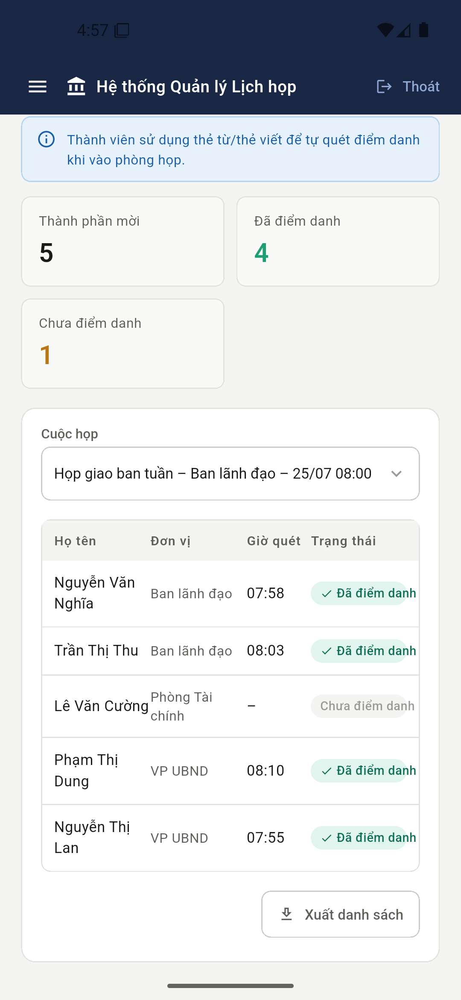 4:57
Hệ thống Quản lý Lịch họp
Thoát
Thành viên sử dụng thẻ từ/thẻ viết để tự quét điểm danh
khi vào phòng họp.
Thành phần mời
5
Đã điểm danh
4
Chưa điểm danh
1
Cuộc họp
Họp giao ban tuần – Ban lãnh đạo – 25/07 08:00
Họ tên Đơn vị Giờ quét Trạng thái
Nguyễn Văn
Nghĩa
Ban lãnh đạo 07:58 Đã điểm danh
Trần Thị Thu Ban lãnh đạo 08:03 Đã điểm danh
Lê Văn Cường
Phòng Tài
chính
– Chưa điểm danh
Phạm Thị
Dung
VP UBND 08:10 Đã điểm danh
Nguyễn Thị
Lan
VP UBND 07:55 Đã điểm danh
Xuất danh sách